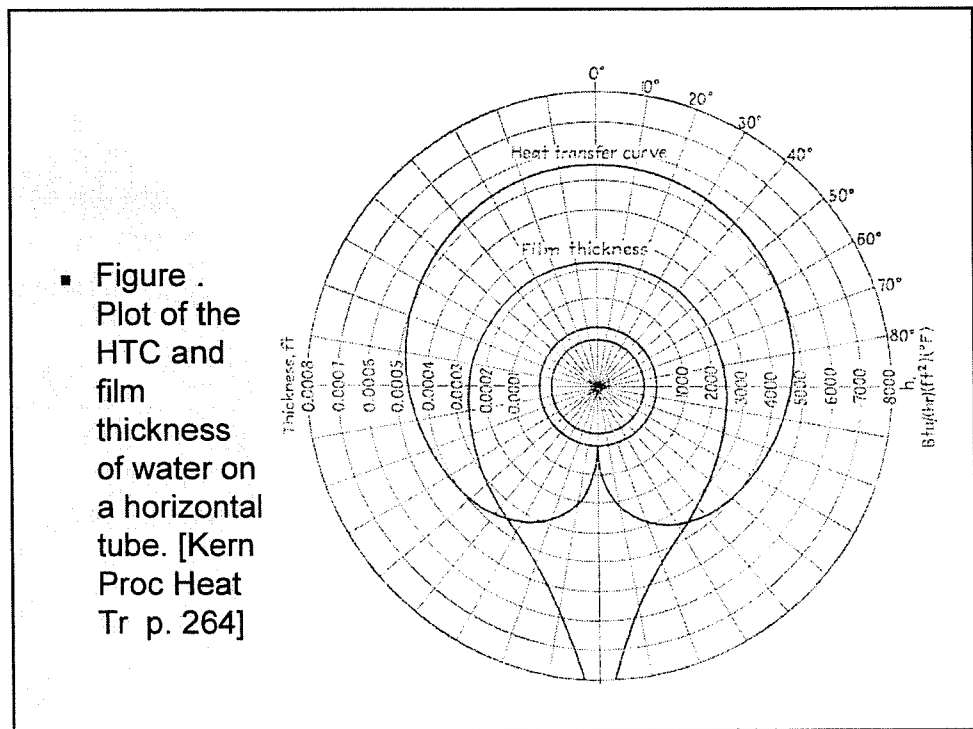 ▪ Figure .
Plot of the
HTC and
film
thickness
of water on
a horizontal
tube. [Kern
Proc Heat
Tr p. 264]
0°
10°
20°
30°
40°
50°
60°
70°
80°
Heat transfer curve
Film thickness
Thickness, ft
0.0008
0.0007
0.0006
0.0005
0.0004
0.0003
0.0002
0.0001
1000
2000
3000
4000
5000
6000
7000
8000
h,
Btu/(hr)(ft²)(°F)